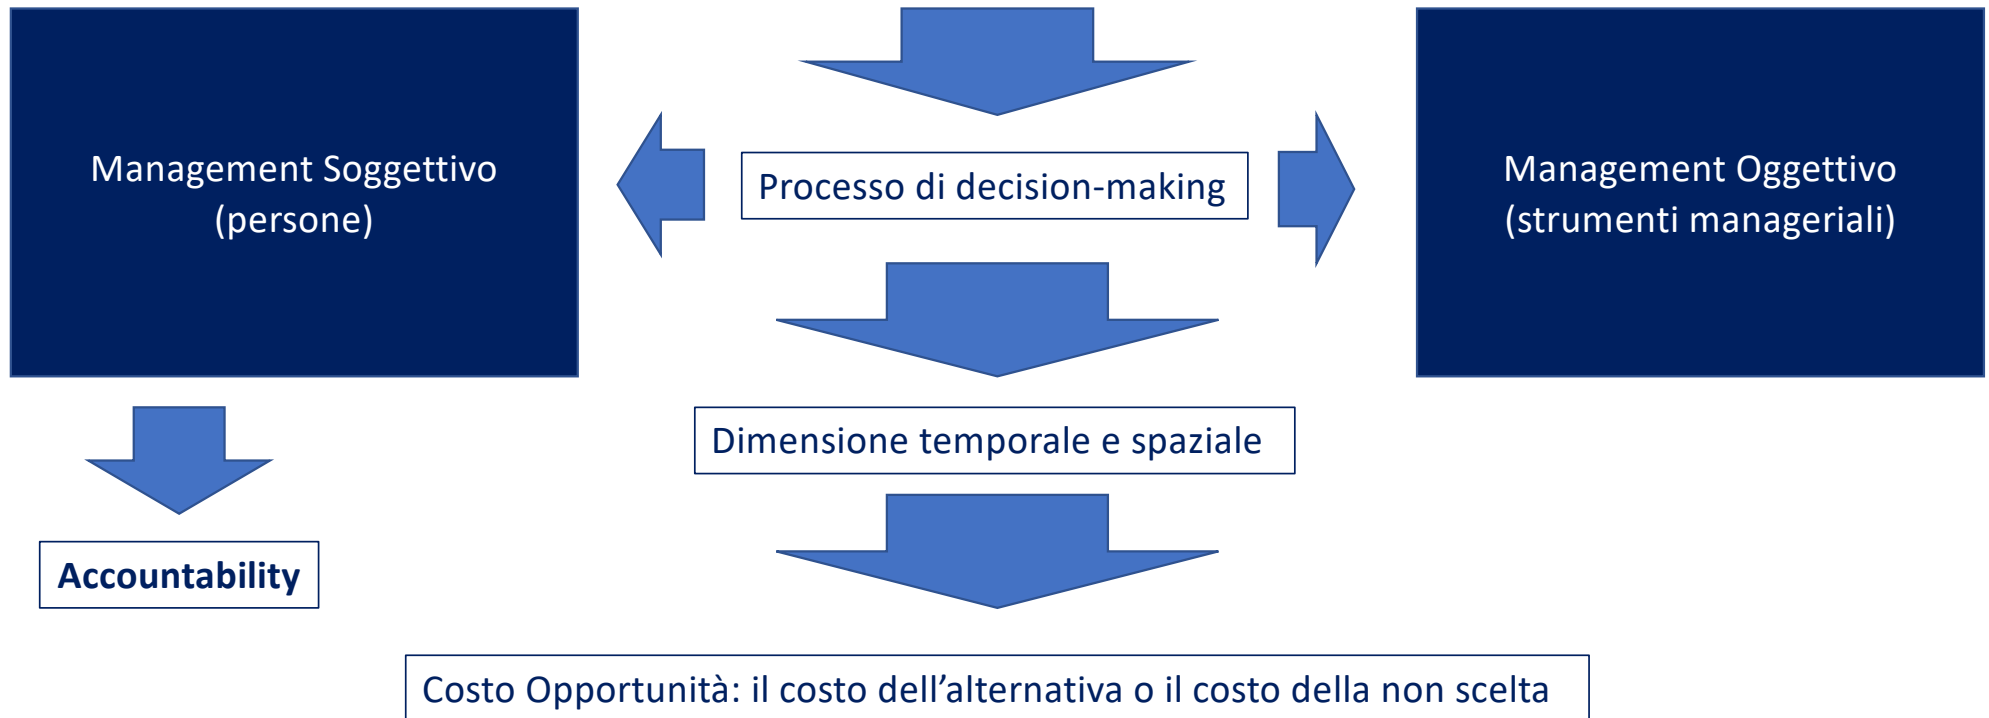 Management Soggettivo
(persone)
Processo di decision-making
Management Oggettivo
(strumenti manageriali)
Dimensione temporale e spaziale
Accountability
Costo Opportunità: il costo dell’alternativa o il costo della non scelta